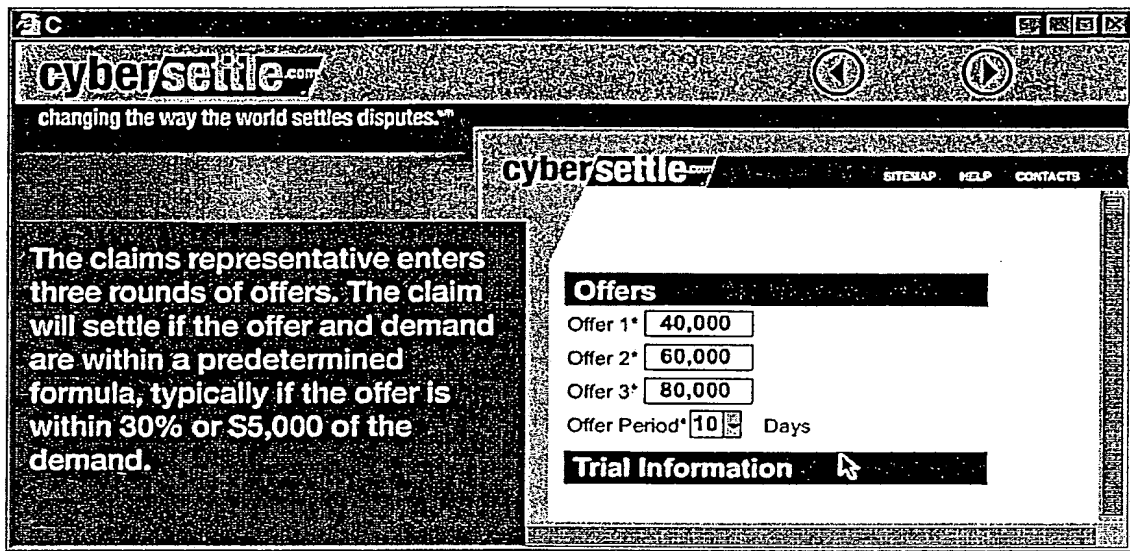 C
cybersettle.com
changing the way the world settles disputes.
cybersettle.com
SITEMAP HELP CONTACTS
The claims representative enters
three rounds of offers. The claim
will settle if the offer and demand
are within a predetermined
formula, typically if the offer is
within 30% or $5,000 of the
demand.
Offers
Offer 1* 40,000
Offer 2* 60,000
Offer 3* 80,000
Offer Period* 10 Days
Trial Information